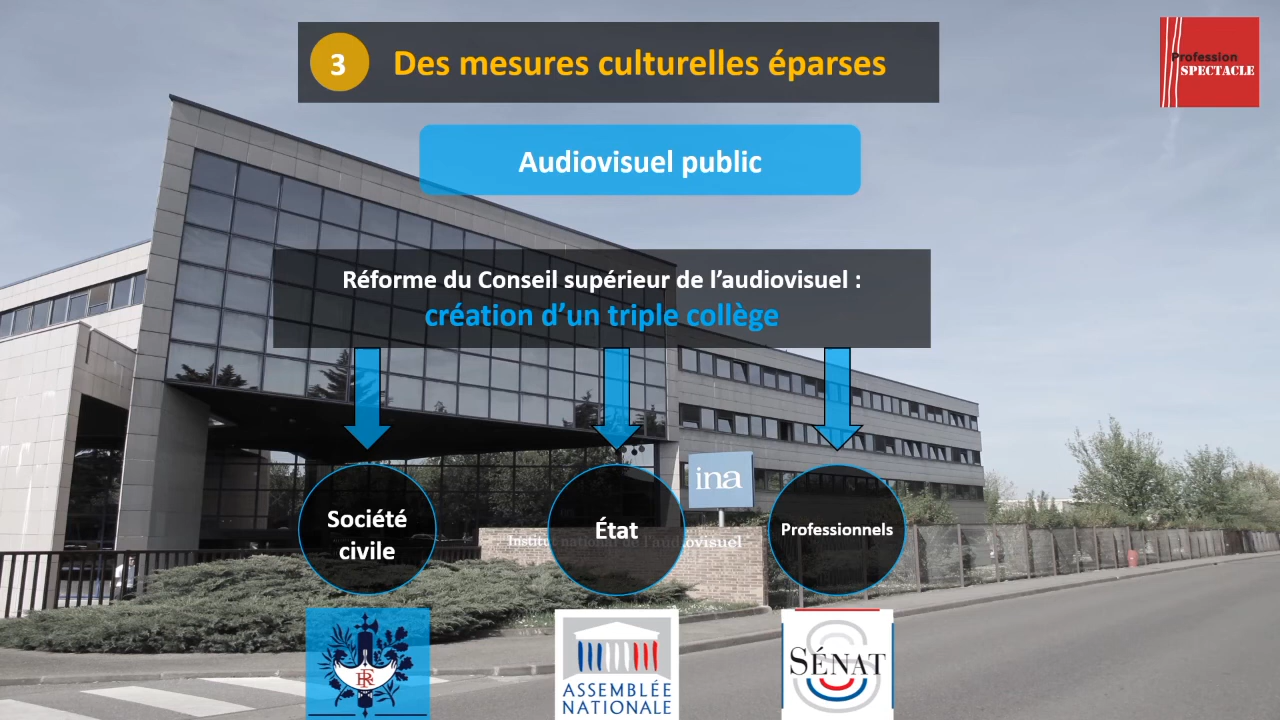 3
Des mesures culturelles éparses
Profession
SPECTACLE
Audiovisuel public
Réforme du Conseil supérieur de l’audiovisuel :
création d’un triple collège
ina
Institut national de l'audiovisuel
Société
civile
État
Professionnels
RF
ASSEMBLÉE
NATIONALE
SÉNAT